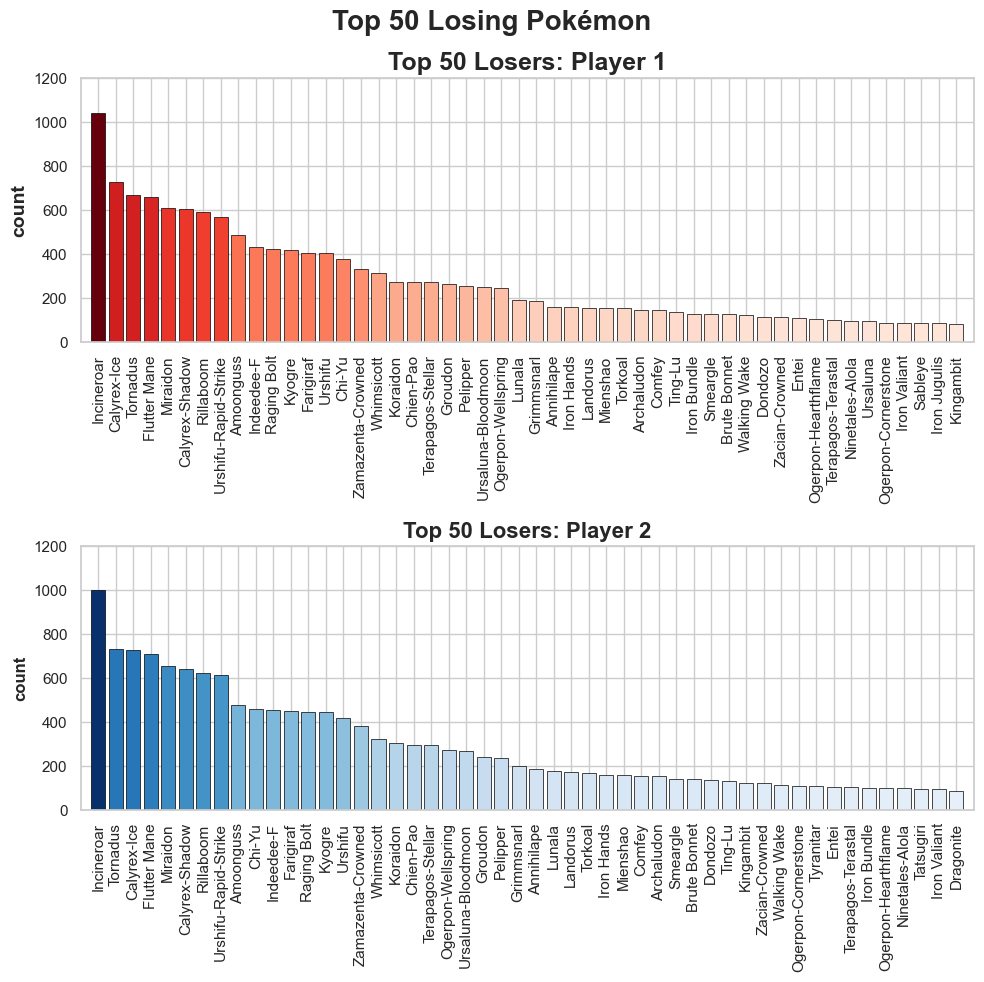 Top 50 Losing Pokémon
Top 50 Losers: Player 1
1200
1000
800
600
400
200
0
count
Incineroar
Calyrex-Ice
Tornadus
Flutter Mane
Miraidon
Calyrex-Shadow
Rillaboom
Urshifu-Rapid-Strike
Amoonguss
Indeedee-F
Raging Bolt
Kyogre
Farigiraf
Urshifu
Chi-Yu
Zamazenta-Crowned
Whimsicott
Koraidon
Chien-Pao
Terapagos-Stellar
Groudon
Pelipper
Ursaluna-Bloodmoon
Ogerpon-Wellspring
Lunala
Grimmsnarl
Annihilape
Iron Hands
Landorus
Mienshao
Torkoal
Archaludon
Comfey
Ting-Lu
Iron Bundle
Smeargle
Brute Bonnet
Walking Wake
Dondozo
Zacian-Crowned
Entei
Ogerpon-Hearthflame
Terapagos-Terastal
Ninetales-Alola
Ursaluna
Ogerpon-Cornerstone
Iron Valiant
Sableye
Iron Jugulis
Kingambit
Top 50 Losers: Player 2
1200
1000
800
600
400
200
0
count
Incineroar
Tornadus
Calyrex-Ice
Flutter Mane
Miraidon
Calyrex-Shadow
Rillaboom
Urshifu-Rapid-Strike
Amoonguss
Chi-Yu
Indeedee-F
Farigiraf
Raging Bolt
Kyogre
Urshifu
Zamazenta-Crowned
Whimsicott
Koraidon
Chien-Pao
Terapagos-Stellar
Ogerpon-Wellspring
Ursaluna-Bloodmoon
Groudon
Pelipper
Grimmsnarl
Annihilape
Lunala
Landorus
Torkoal
Iron Hands
Mienshao
Comfey
Archaludon
Smeargle
Brute Bonnet
Dondozo
Ting-Lu
Kingambit
Zacian-Crowned
Walking Wake
Ogerpon-Cornerstone
Tyranitar
Entei
Terapagos-Terastal
Iron Bundle
Ogerpon-Hearthflame
Ninetales-Alola
Tatsugiri
Iron Valiant
Dragonite